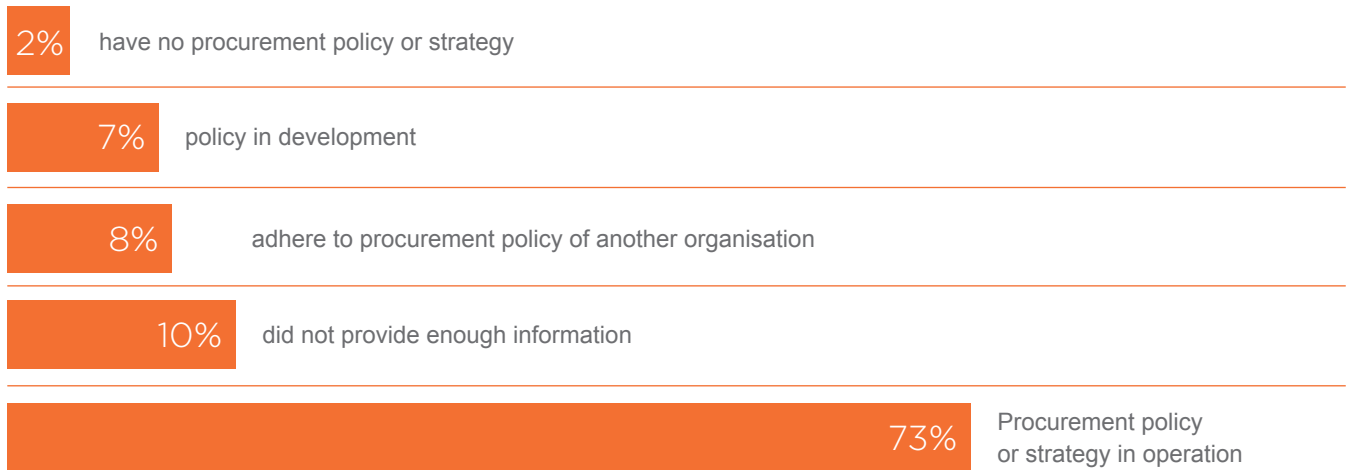 2% have no procurement policy or strategy
7% policy in development
8% adhere to procurement policy of another organisation
10% did not provide enough information
73% Procurement policy
or strategy in operation